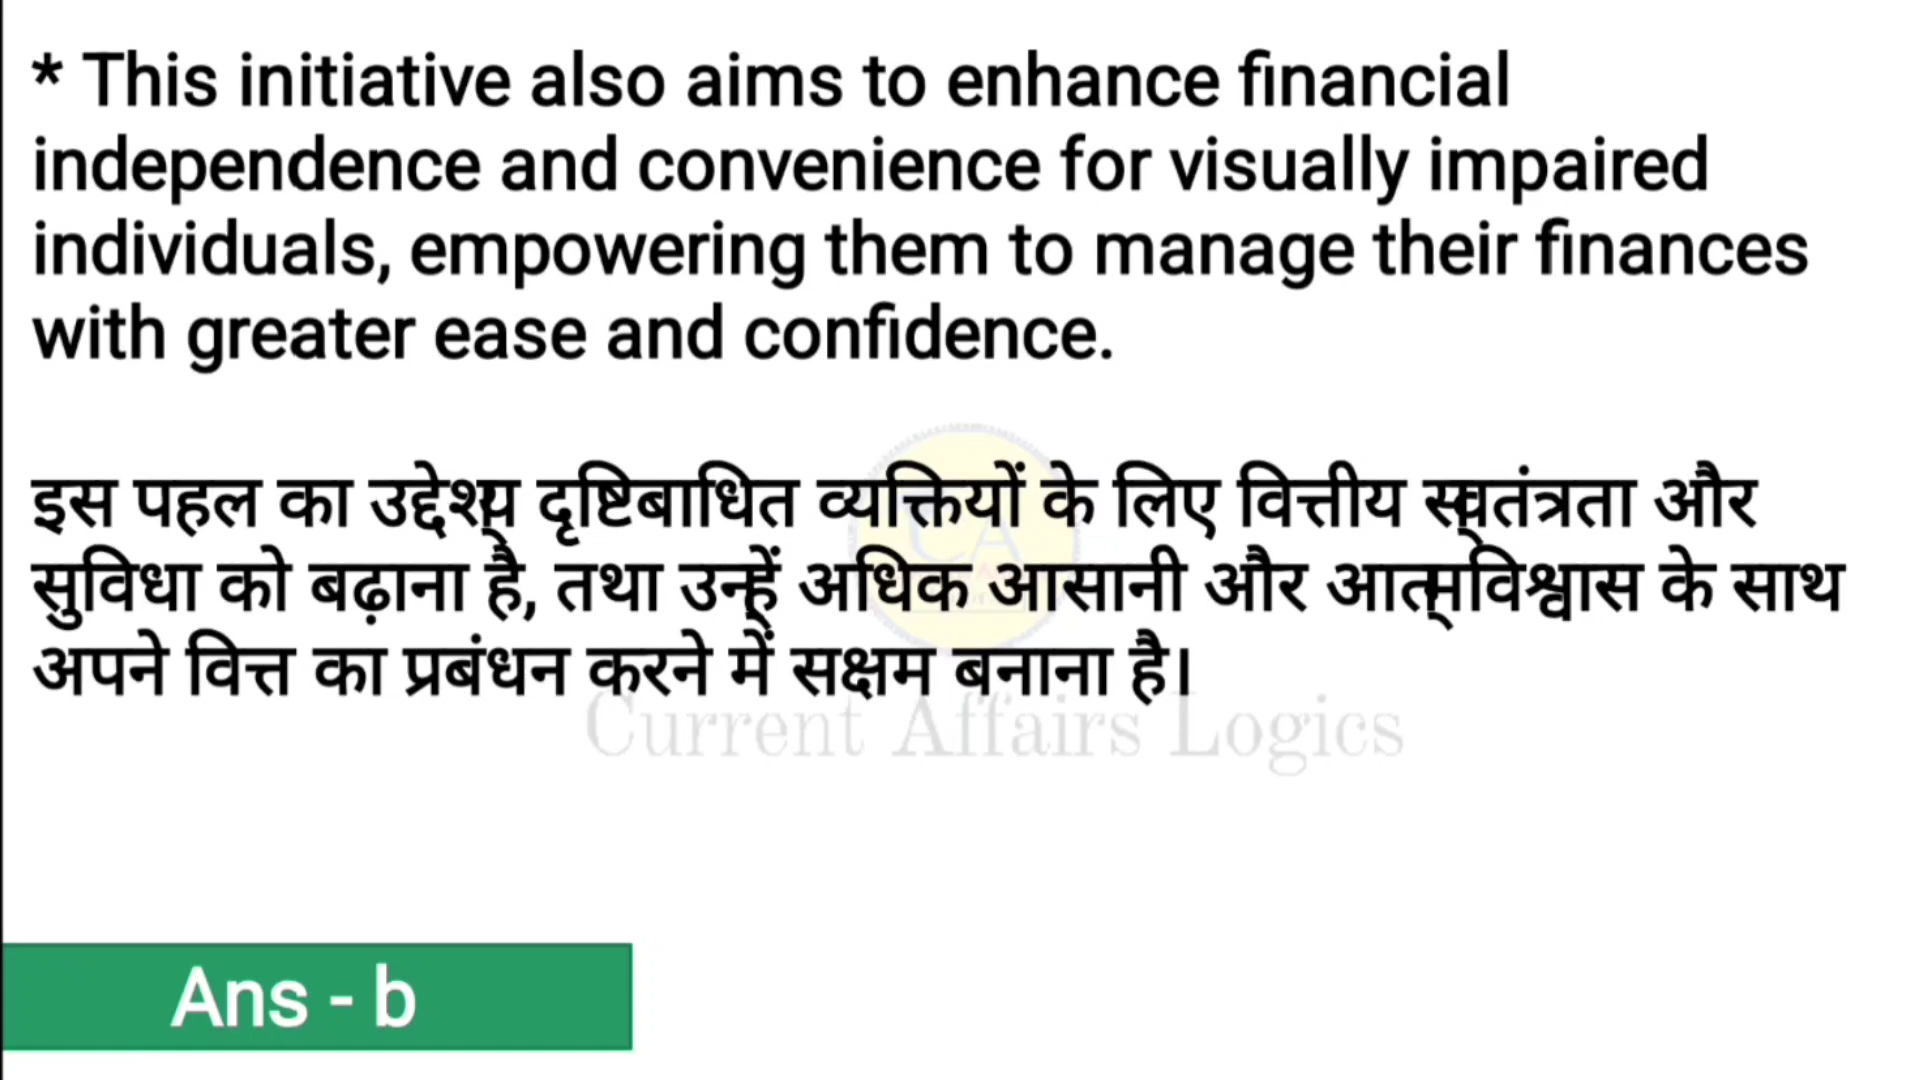 * This initiative also aims to enhance financial
independence and convenience for visually impaired
individuals, empowering them to manage their finances
with greater ease and confidence.
इस पहल का उद्देश्य दृष्टिबाधित व्यक्तियों के लिए वित्तीय स्वतंत्रता और
सुविधा को बढ़ाना है, तथा उन्हें अधिक आसानी और आत्मविश्वास के साथ
अपने वित्त का प्रबंधन करने में सक्षम बनाना है।
CA
Current Affairs Logics
Ans - b